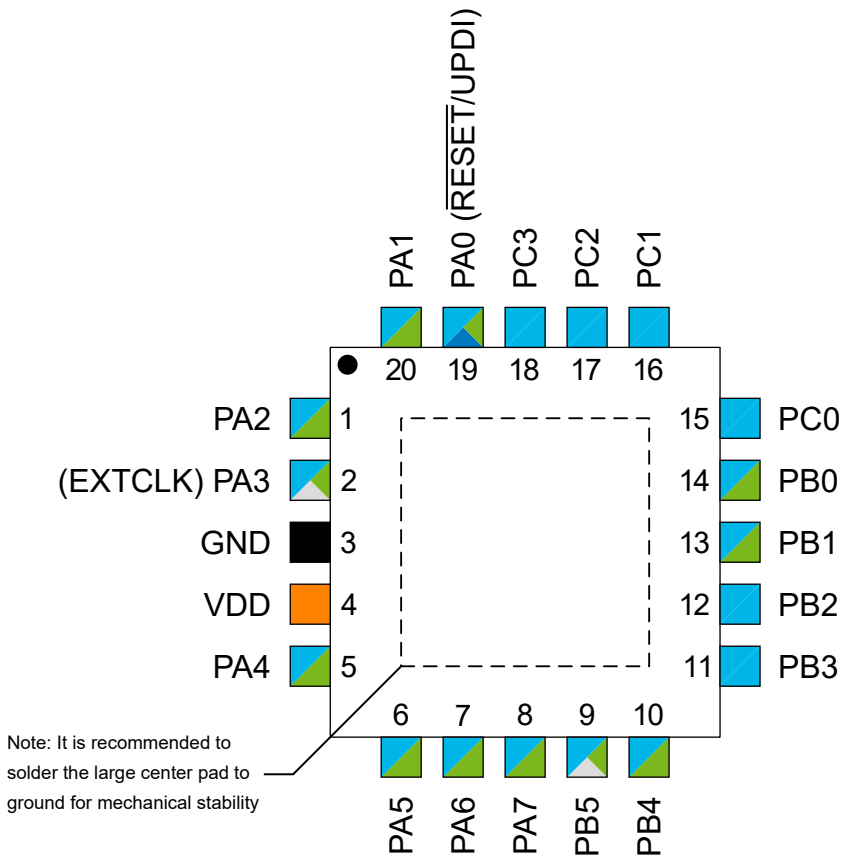 PA0 (RESET/UPDI)
PA1
PC3
PC2
PC1
20
19
18
17
16
PA2
1
15
PC0
(EXTCLK) PA3
2
14
PB0
GND
3
13
PB1
VDD
4
12
PB2
PA4
5
11
PB3
6
7
8
9
10
Note: It is recommended to
solder the large center pad to
ground for mechanical stability
PA5
PA6
PA7
PB5
PB4